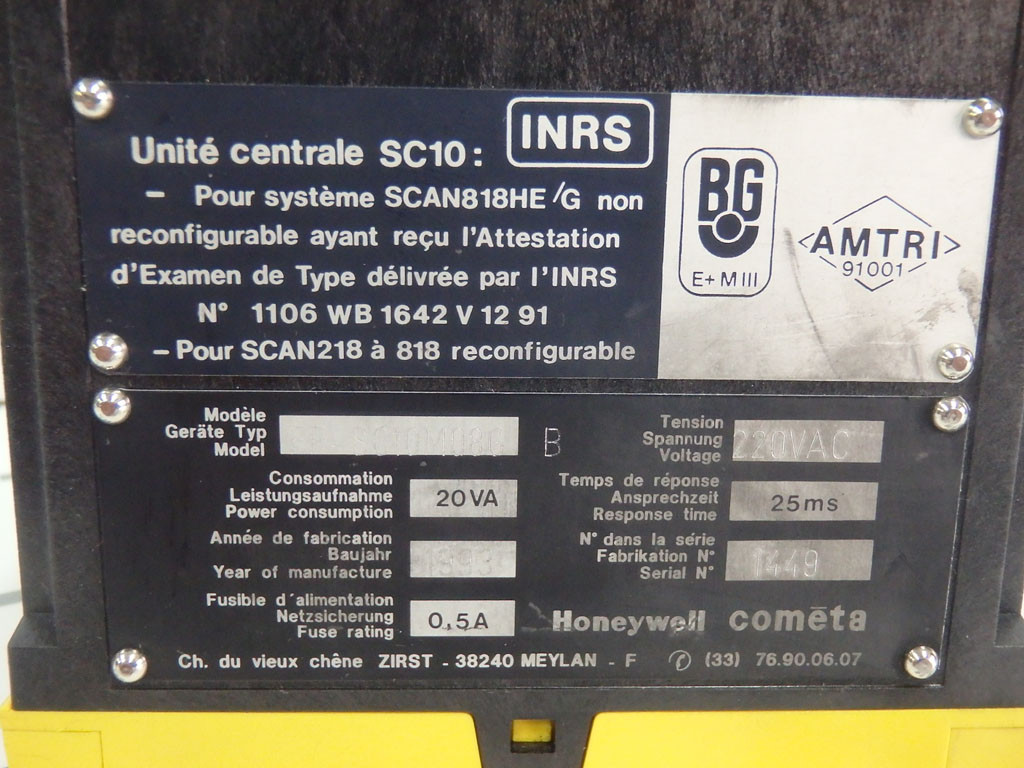 Unité centrale SC10 : INRS
– Pour système SCAN818HE/G non
reconfigurable ayant reçu l'Attestation
d'Examen de Type délivrée par l'INRS
N° 1106 WB 1642 V 12 91
– Pour SCAN218 à 818 reconfigurable
BG
E+M III
AMTRI
91001
Modèle
Geräte Typ
Model
B
Tension
Spannung
Voltage
220VAC
Consommation
Leistungsaufnahme
Power consumption
20VA
Temps de réponse
Ansprechzeit
Response time
25ms
Année de fabrication
Baujahr
Year of manufacture
1993
N° dans la série
Fabrikation N°
Serial N°
1449
Fusible d'alimentation
Netzsicherung
Fuse rating
0,5A
Honeywell comēta
Ch. du vieux chêne ZIRST - 38240 MEYLAN - F ✆ (33) 76.90.06.07